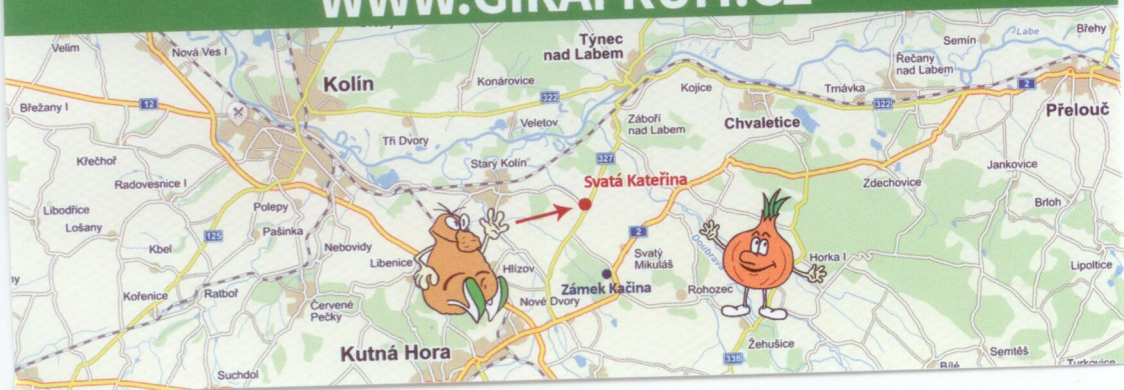 WWW.GIRAFRUTI.CZ
Velim
Nová Ves I
Týnec
nad Labem
Semín
Labe
Břehy
Kolín
Konárovice
Kojice
Řečany
nad Labem
Trnávka
2
Břežany I
12
322
322
Přelouč
Veletov
Záboří
nad Labem
Chvaletice
Tři Dvory
Křečhoř
Starý Kolín
327
Jankovice
Radovesnice I
Svatá Kateřina
Zdechovice
Libodřice
Polepy
Brloh
Lošany
125
Pašinka
2
Doubrava
Kbel
Nebovidy
Libenice
Hlízov
Svatý
Mikuláš
Horka I
Lipoltice
Kořenice
Ratboř
Zámek Kačina
Rohozec
Červené
Pečky
Nové Dvory
Žehušice
Kutná Hora
338
Semtěš
Bílé
Turkovice
Suchdol